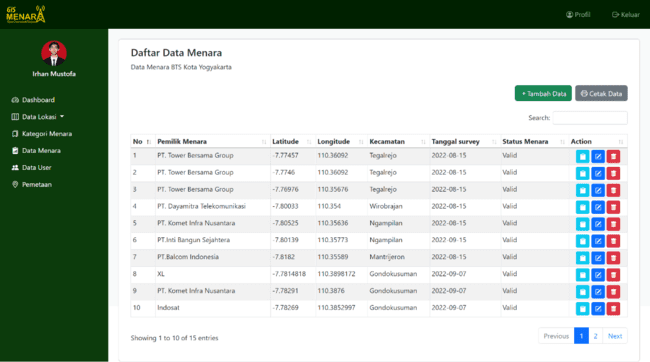 GIS
MENARA
Profil
Keluar
Irhan Mustofa
Dashboard
Data Lokasi
Kategori Menara
Data Menara
Data User
Pemetaan
Daftar Data Menara
Data Menara BTS Kota Yogyakarta
+Tambah Data
Cetak Data
Search:
No Pemilik Menara Latitude Longitude Kecamatan Tanggal survey Status Menara Action
1 PT. Tower Bersama Group -7.77457 110.36092 Tegalrejo 2022-08-15 Valid
2 PT. Tower Bersama Group -7.7746 110.36092 Tegalrejo 2022-08-15 Valid
3 PT. Tower Bersama Group -7.76976 110.35676 Tegalrejo 2022-08-15 Valid
4 PT. Dayamitra Telekomunikasi -7.80033 110.354 Wirobrajan 2022-08-15 Valid
5 PT. Komet Infra Nusantara -7.80525 110.35636 Ngampilan 2022-08-15 Valid
6 PT.Inti Bangun Sejahtera -7.80139 110.35773 Ngampilan 2022-09-15 Valid
7 PT.Balcom Indonesia -7.8182 110.35589 Mantrijeron 2022-08-15 Valid
8 XL -7.7814818 110.3898172 Gondokusuman 2022-09-07 Valid
9 PT. Komet Infra Nusantara -7.78291 110.3876 Gondokusuman 2022-09-07 Valid
10 Indosat -7.78269 110.3852997 Gondokusuman 2022-09-07 Valid
Showing 1 to 10 of 15 entries
Previous 1 2 Next